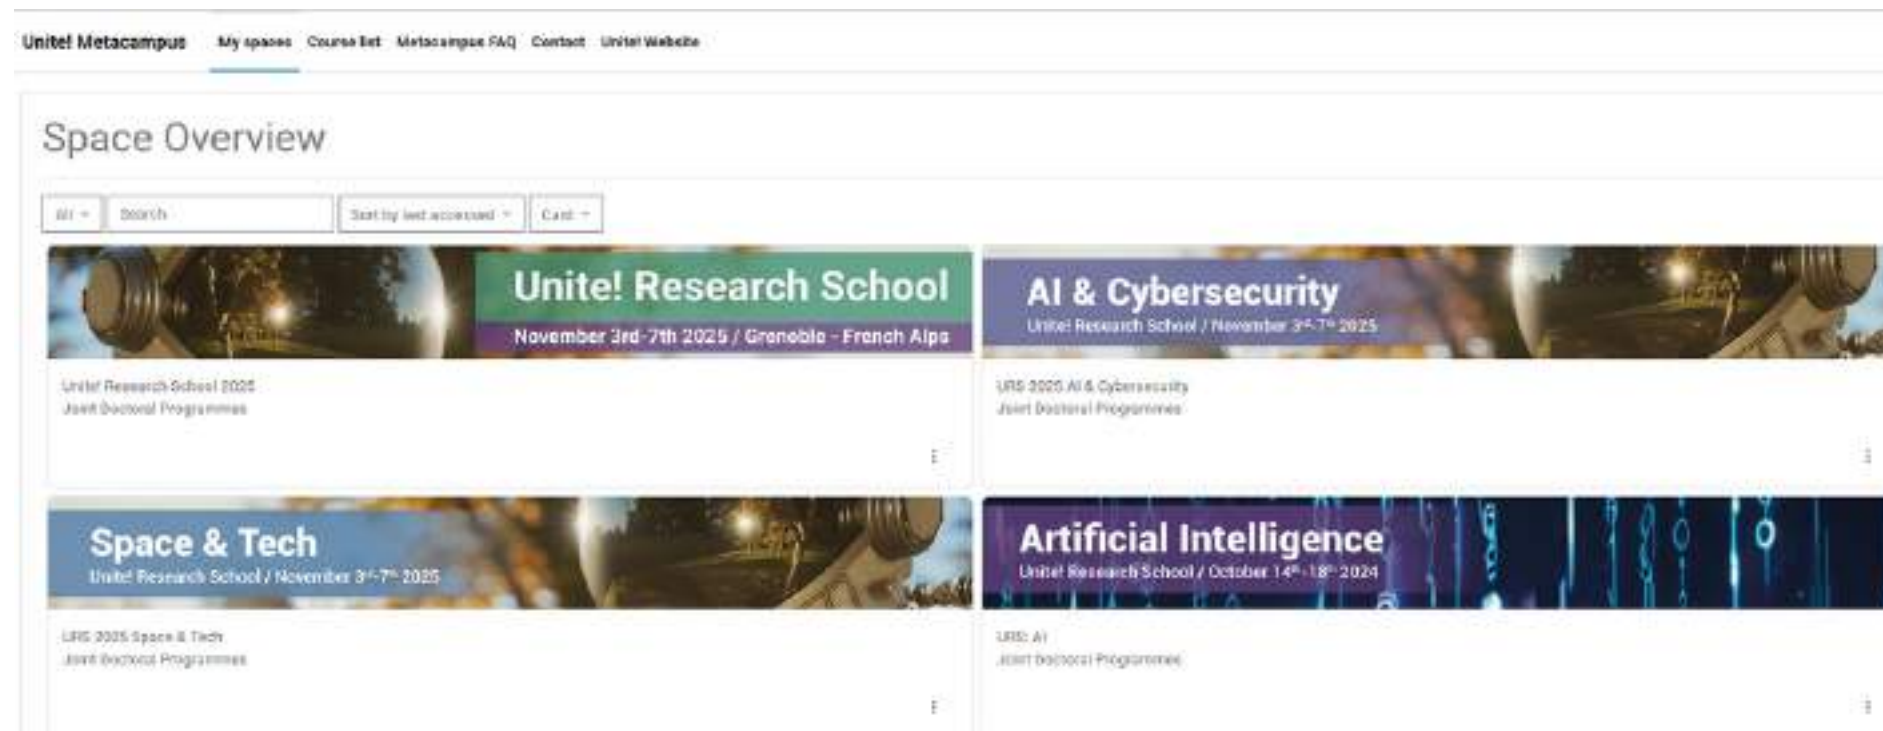 Unite! Metacampus My spaces Course list Metacampus FAQ Contact Unite! Website
Space Overview
All Search Sort by last accessed Card
Unite! Research School
November 3rd-7th 2025 / Grenoble - French Alps
AI & Cybersecurity
Unite! Research School / November 3rd-7th 2025
Unite! Research School 2025
Joint Doctoral Programmes
URS 2025 AI & Cybersecurity
Joint Doctoral Programmes
Space & Tech
Unite! Research School / November 3rd-7th 2025
Artificial Intelligence
Unite! Research School / October 14th-18th 2024
URS 2025 Space & Tech
Joint Doctoral Programmes
URS: AI
Joint Doctoral Programmes